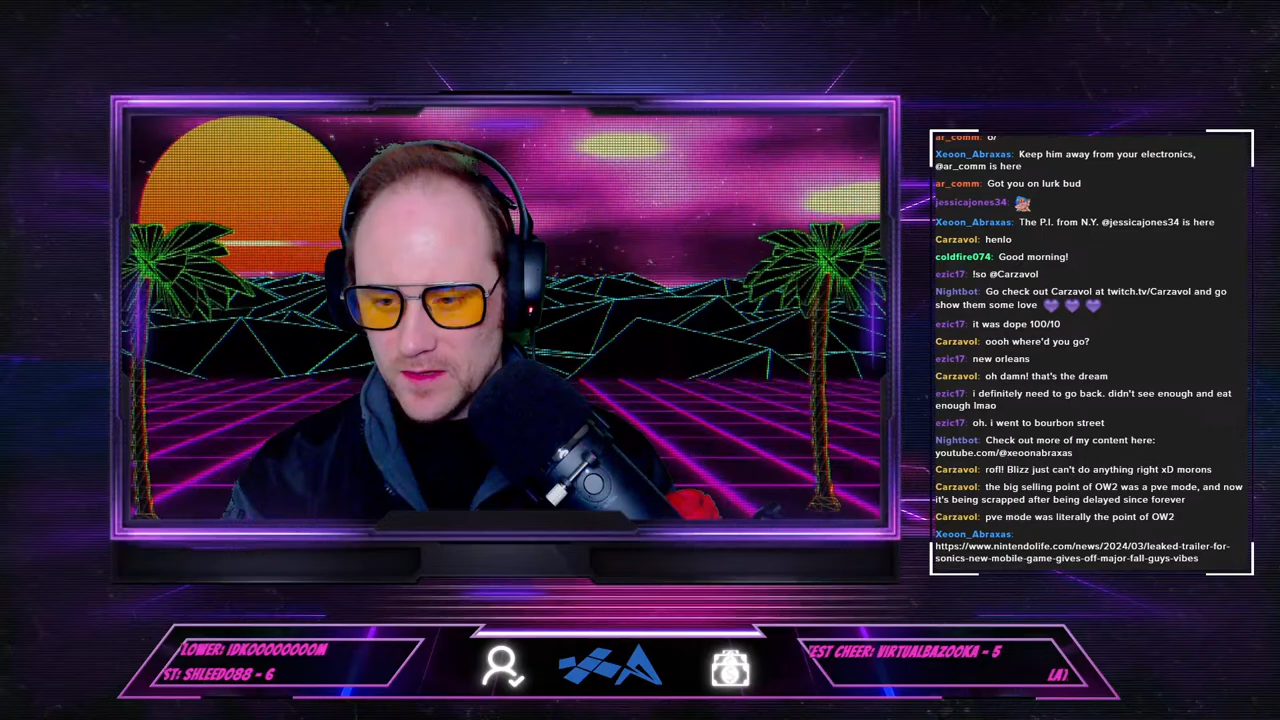 ar_comm: o/
Xeoon_Abraxas: Keep him away from your electronics,
@ar_comm is here
ar_comm: Got you on lurk bud
jessicajones34:
Xeoon_Abraxas: The P.I. from N.Y. @jessicajones34 is here
Carzavol: henlo
coldfire074: Good morning!
ezic17: !so @Carzavol
Nightbot: Go check out Carzavol at twitch.tv/Carzavol and go
show them some love
ezic17: it was dope 100/10
Carzavol: oooh where'd you go?
ezic17: new orleans
Carzavol: oh damn! that's the dream
ezic17: i definitely need to go back. didn't see enough and eat
enough lmao
ezic17: oh. i went to bourbon street
Nightbot: Check out more of my content here:
youtube.com/@xeoonabraxas
Carzavol: rofl! Blizz just can't do anything right xD morons
Carzavol: the big selling point of OW2 was a pve mode, and now
it's being scrapped after being delayed since forever
Carzavol: pve mode was literally the point of OW2
Xeoon_Abraxas:
https://www.nintendolife.com/news/2024/03/leaked-trailer-for-
sonics-new-mobile-game-gives-off-major-fall-guys-vibes
LOWER: IDKOOOOOOOOM
ST: SHLEEDO88 - 6
EST CHEER: VIRTUALBAZOOKA - 5